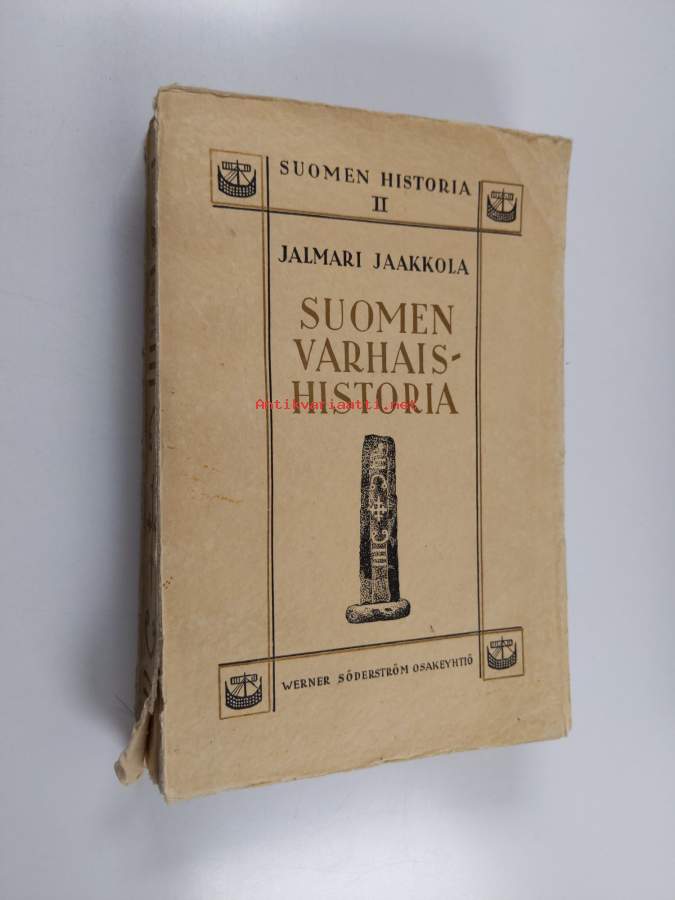 SUOMEN HISTORIA
II
JALMARI JAAKKOLA
SUOMEN
VARHAIS-
HISTORIA
Antikvariaatti.net
WERNER SÖDERSTRÖM OSAKEYHTIÖ